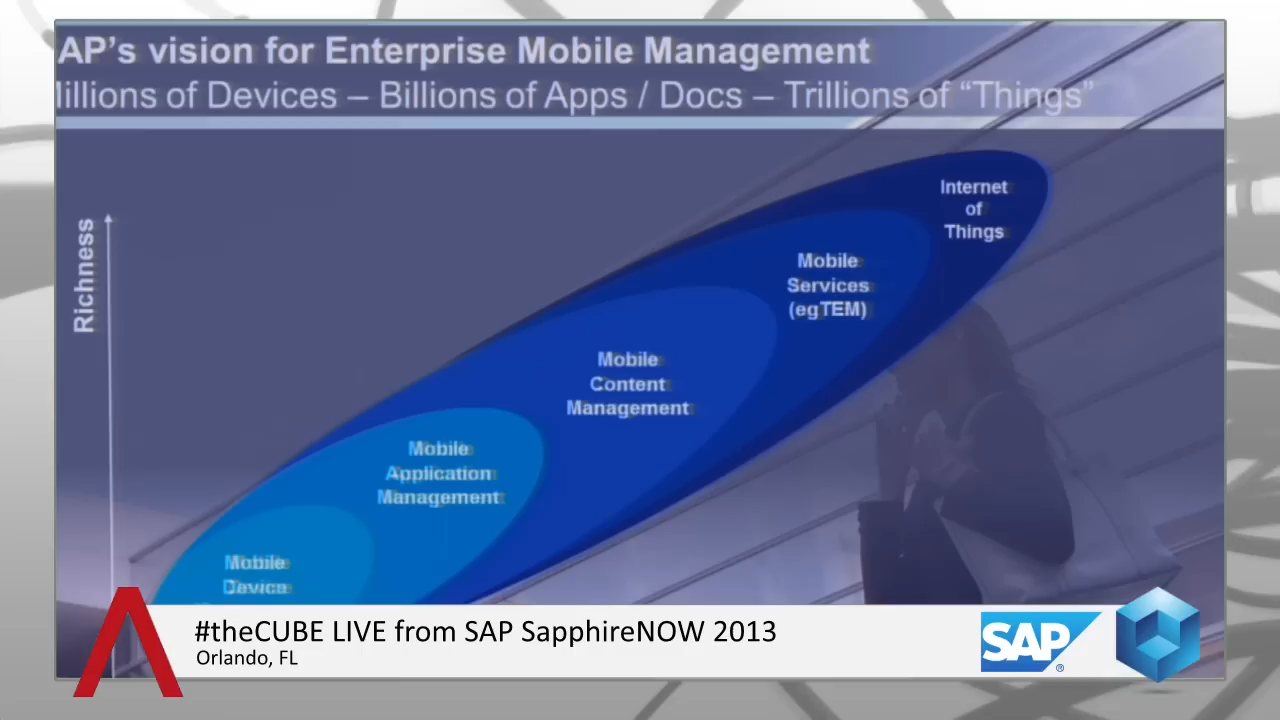 AP's vision for Enterprise Mobile Management
illions of Devices – Billions of Apps / Docs – Trillions of “Things”
Richness
Internet
of
Things
Mobile
Services
(egTEM)
Mobile
Content
Management
Mobile
Application
Management
Mobile
Device
#theCUBE LIVE from SAP SapphireNOW 2013
Orlando, FL
SAP
®